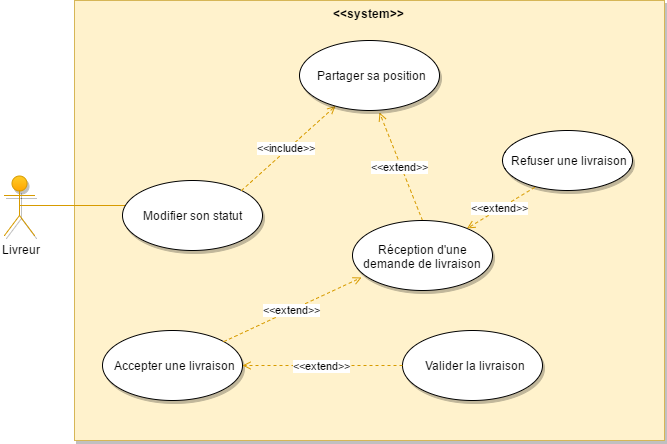 <<system>>
Partager sa position
<<include>>
<<extend>>
Refuser une livraison
<<extend>>
Modifier son statut
Livreur
Réception d'une
demande de livraison
<<extend>>
Accepter une livraison
<<extend>>
Valider la livraison